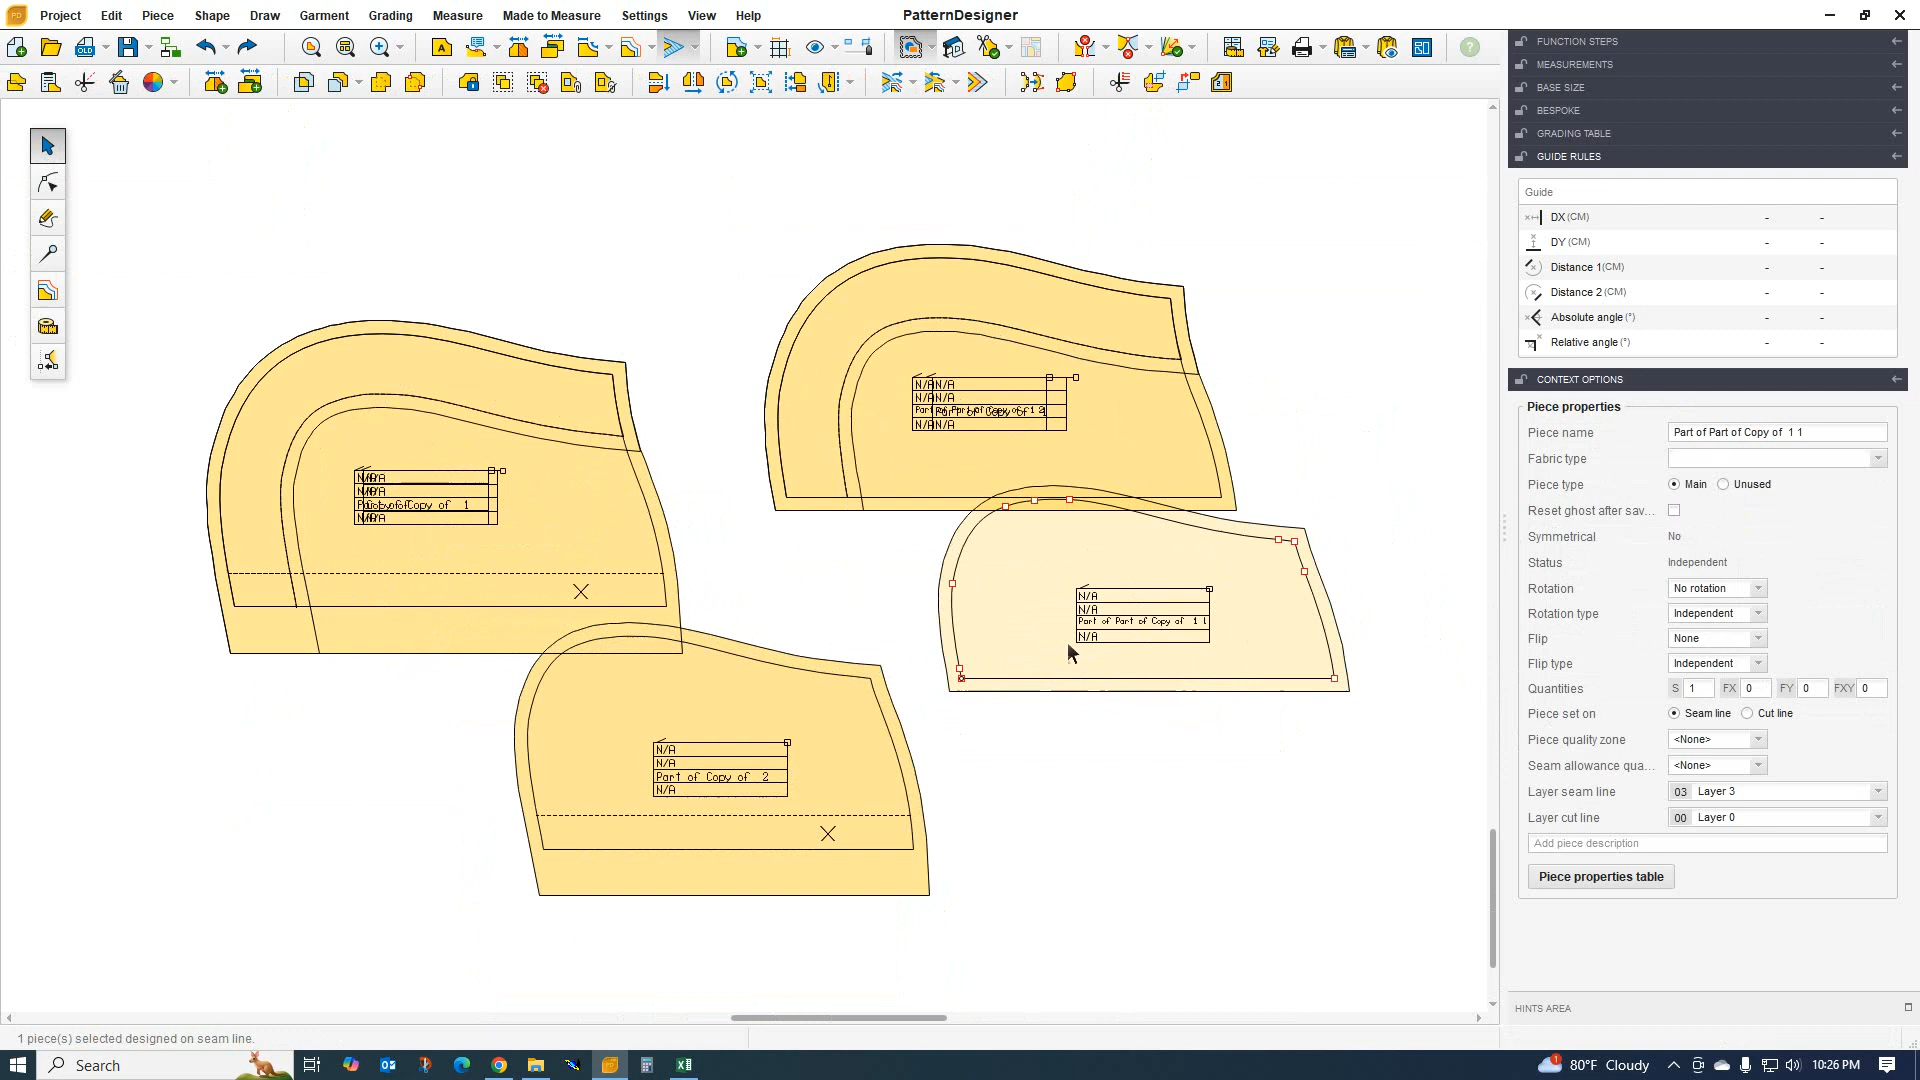 Project Edit Piece Shape Draw Garment Grading Measure Made to Measure Settings View Help PatternDesigner
FUNCTION STEPS
MEASUREMENTS
BASE SIZE
BESPOKE
GRADING TABLE
GUIDE RULES
Guide
DX (CM) - -
DY (CM) - -
Distance 1(CM) - -
Distance 2 (CM) - -
Absolute angle (°) - -
Relative angle (°) - -
CONTEXT OPTIONS
Piece properties
Piece name Part of Part of Copy of 1 1
Fabric type
Piece type Main Unused
Reset ghost after sav...
Symmetrical No
Status Independent
Rotation No rotation
Rotation type Independent
Flip None
Flip type Independent
Quantities S 1 FX 0 FY 0 FXY 0
Piece set on Seam line Cut line
Piece quality zone <None>
Seam allowance qua... <None>
Layer seam line 03 Layer 3
Layer cut line 00 Layer 0
Add piece description
Piece properties table
HINTS AREA
N/A
N/A
Part of Part of Copy of 1 1
N/A
N/A
N/A
Part of Copy of 2
N/A
1 piece(s) selected designed on seam line.
Search
80°F Cloudy
10:26 PM